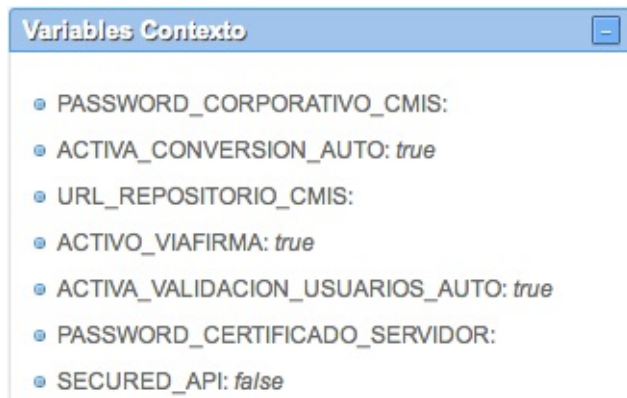 Variables Contexto
PASSWORD_CORPORATIVO_CMIS:
ACTIVA_CONVERSION_AUTO: true
URL_REPOSITORIO_CMIS:
ACTIVO_VIAFIRMA: true
ACTIVA_VALIDACION_USUARIOS_AUTO: true
PASSWORD_CERTIFICADO_SERVIDOR:
SECURED_API: false